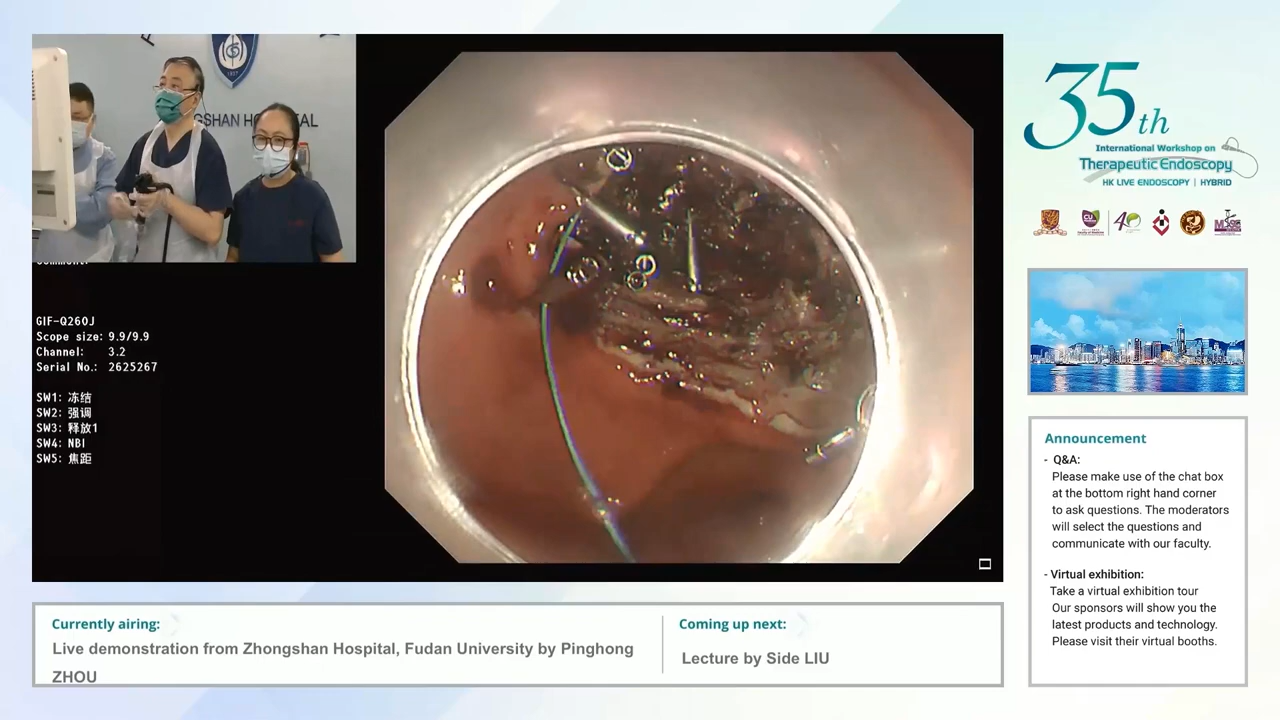 1937
GSHAN HOSPITAL
GIF-Q260J
Scope size: 9.9/9.9
Channel: 3.2
Serial No.: 2625267
SW1: 冻结
SW2: 强调
SW3: 释放1
SW4: NBI
SW5: 焦距
35th
International Workshop on
Therapeutic Endoscopy
HK LIVE ENDOSCOPY | HYBRID
Announcement
- Q&A:
Please make use of the chat box
at the bottom right hand corner
to ask questions. The moderators
will select the questions and
communicate with our faculty.
- Virtual exhibition:
Take a virtual exhibition tour
Our sponsors will show you the
latest products and technology.
Please visit their virtual booths.
Currently airing:
Live demonstration from Zhongshan Hospital, Fudan University by Pinghong
ZHOU
Coming up next:
Lecture by Side LIU